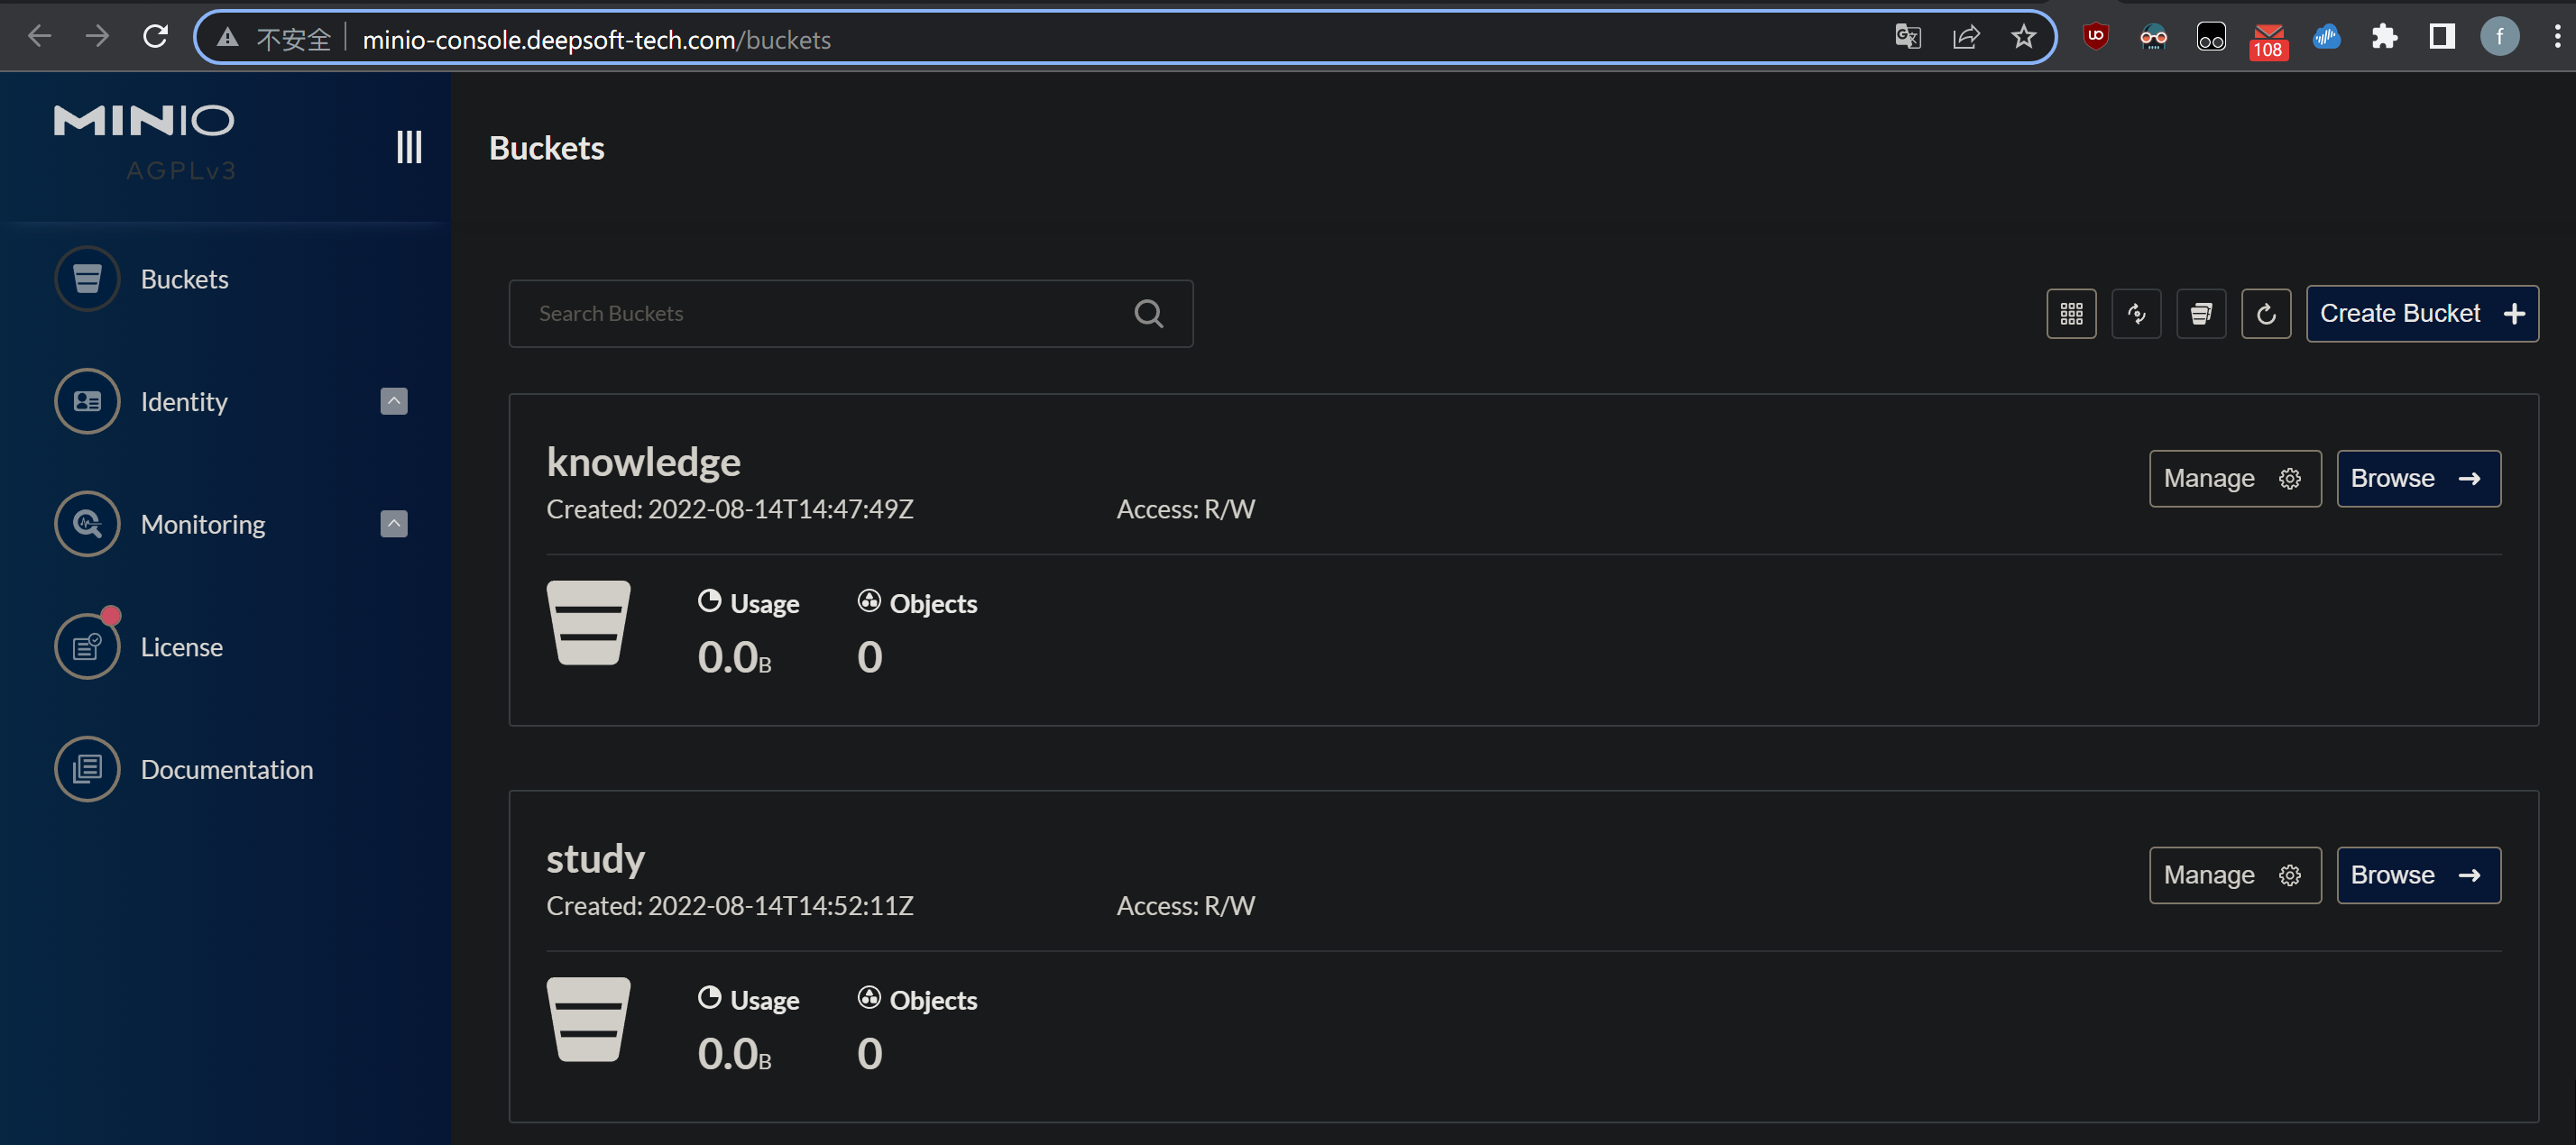 不安全 minio-console.deepsoft-tech.com/buckets
108
f
MINIO
AGPLv3
Buckets
Identity
Monitoring
License
Documentation
Buckets
Search Buckets
Create Bucket
knowledge
Created: 2022-08-14T14:47:49Z Access: R/W
Manage Browse
Usage Objects
0.0B 0
study
Created: 2022-08-14T14:52:11Z Access: R/W
Manage Browse
Usage Objects
0.0B 0